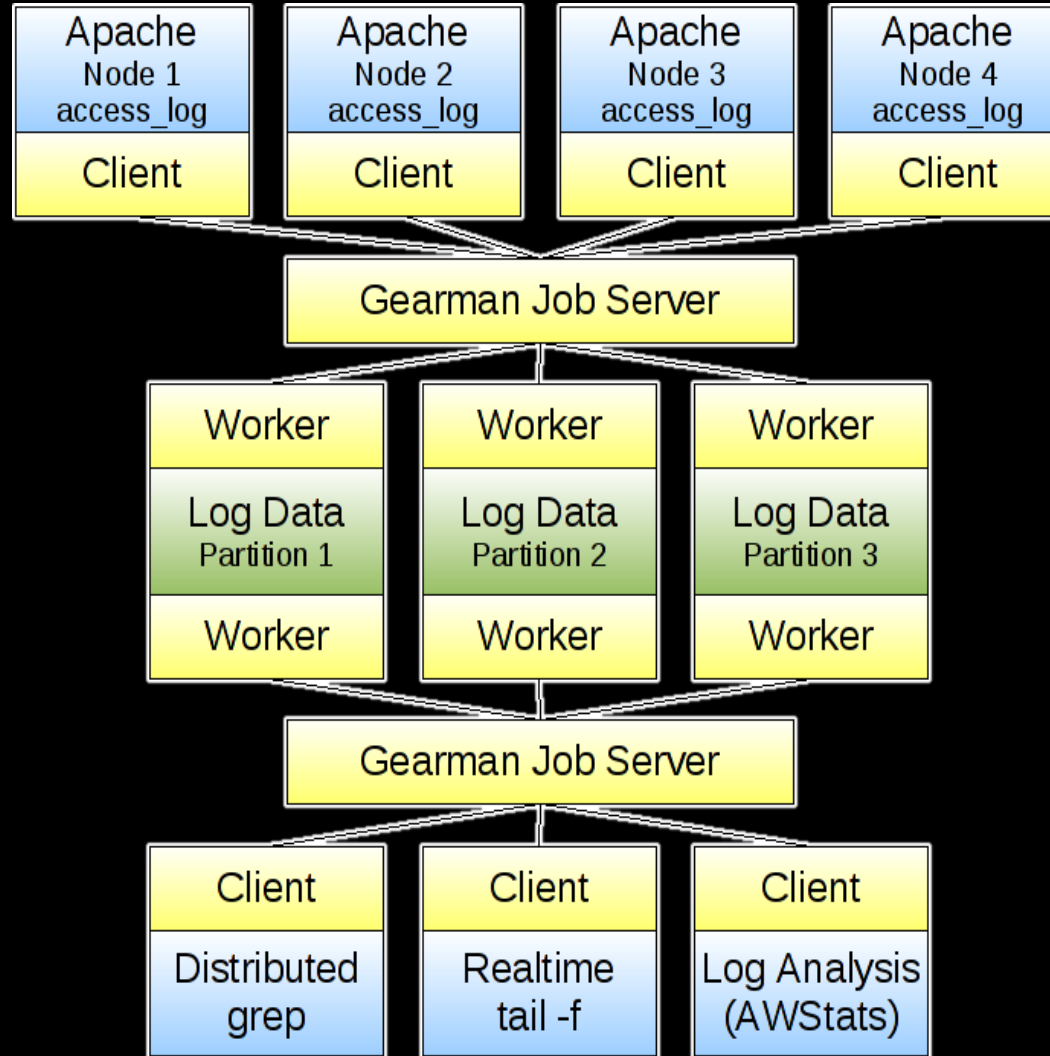 Apache
Node 1
access_log
Client
Apache
Node 2
access_log
Client
Apache
Node 3
access_log
Client
Apache
Node 4
access_log
Client
Gearman Job Server
Worker
Log Data
Partition 1
Worker
Worker
Log Data
Partition 2
Worker
Worker
Log Data
Partition 3
Worker
Gearman Job Server
Client
Distributed
grep
Client
Realtime
tail -f
Client
Log Analysis
(AWStats)